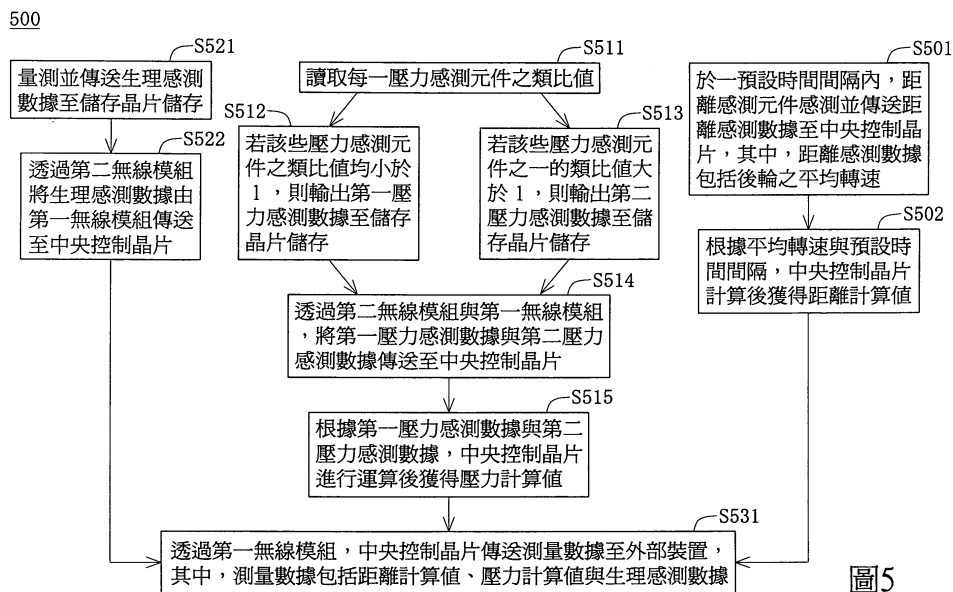 500
S521
量測並傳送生理感測
數據至儲存晶片儲存
S522
透過第二無線模組
將生理感測數據由
第一無線模組傳送
至中央控制晶片
S511
讀取每一壓力感測元件之類比值
S512
若該些壓力感測元
件之類比值均小於
1，則輸出第一壓
力感測數據至儲存
晶片儲存
S513
若該些壓力感測元
件之一的類比值大
於1，則輸出第二
壓力感測數據至儲
存晶片儲存
S514
透過第二無線模組與第一無線模組
，將第一壓力感測數據與第二壓力
感測數據傳送至中央控制晶片
S515
根據第一壓力感測數據與第二
壓力感測數據，中央控制晶片
進行運算後獲得壓力計算值
S501
於一預設時間間隔內，距
離感測元件感測並傳送距
離感測數據至中央控制晶
片，其中，距離感測數據
包括後輪之平均轉速
S502
根據平均轉速與預設時
間間隔，中央控制晶片
計算後獲得距離計算值
S531
透過第一無線模組，中央控制晶片傳送測量數據至外部裝置，
其中，測量數據包括距離計算值、壓力計算值與生理感測數據
圖5